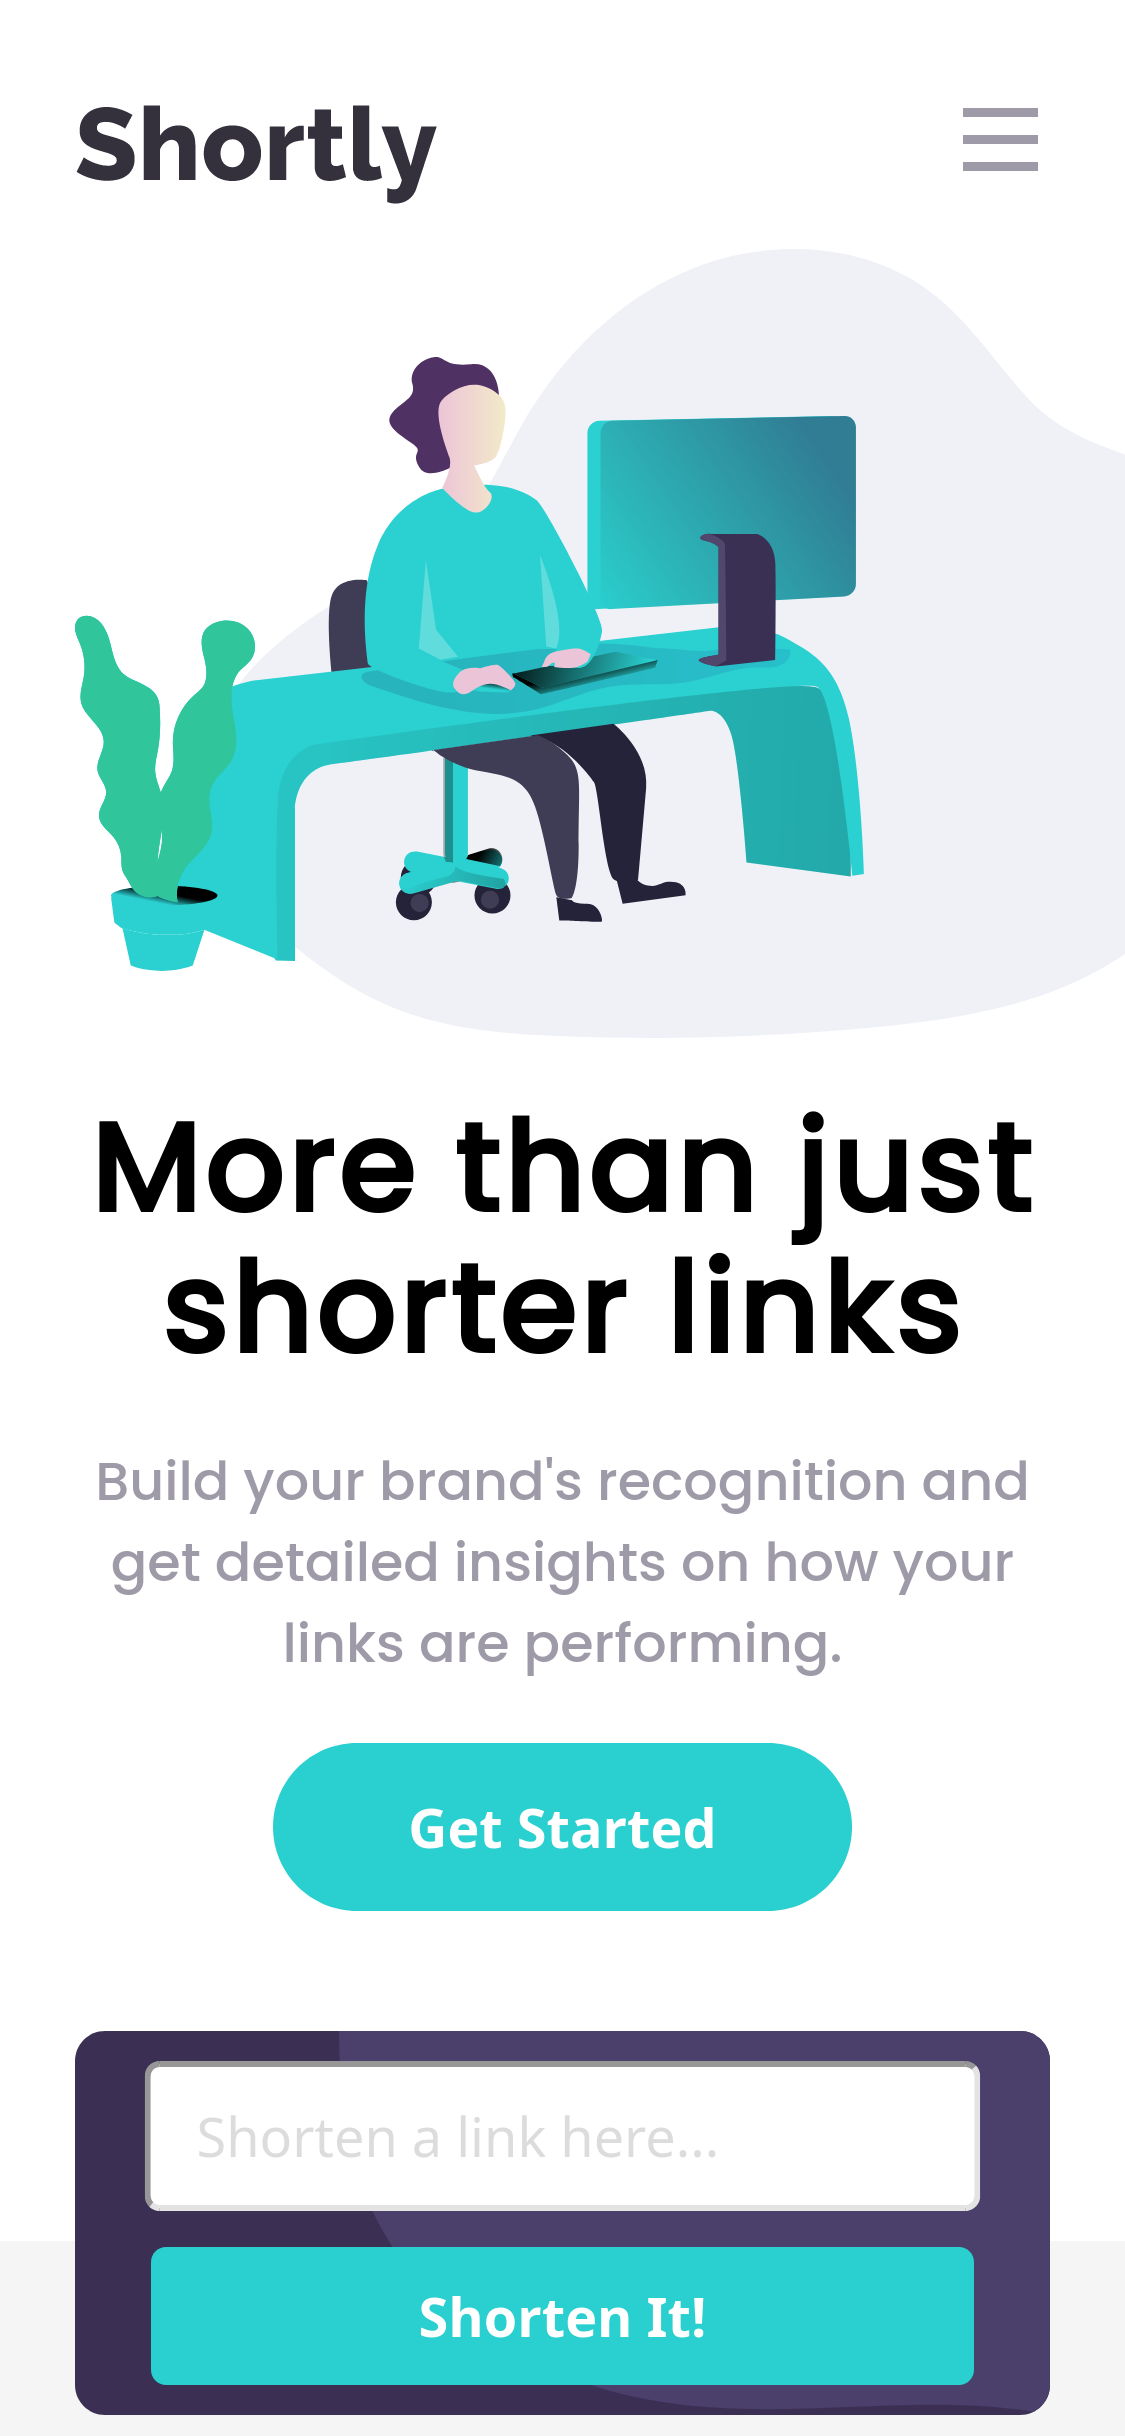 Shortly
More than just
shorter links
Build your brand's recognition and
get detailed insights on how your
links are performing.
Get Started
Shorten a link here...
Shorten It!